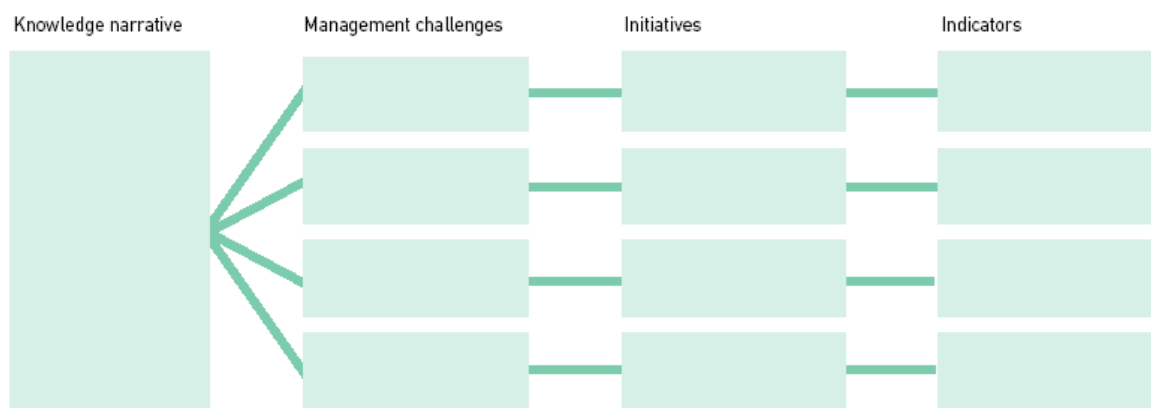 Knowledge narrative
Management challenges
Initiatives
Indicators